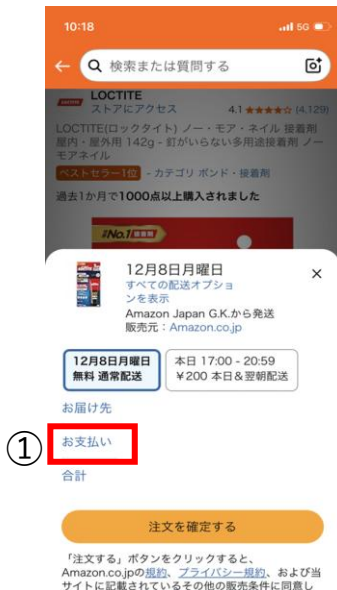 10:18
5G
検索または質問する
LOCTITE
ストアにアクセス 4.1 ★★★★☆ (4,129)
LOCTITE(ロックタイト) ノー・モア・ネイル 接着剤
屋内・屋外用 142g - 釘がいらない多用途接着剤 ノー
モアネイル
ベストセラー1位 - カテゴリ ボンド・接着剤
過去1か月で1000点以上購入されました
No.1
12月8日月曜日
すべての配送オプショ
ンを表示
Amazon Japan G.K.から発送
販売元:Amazon.co.jp
12月8日月曜日
無料 通常配送
本日 17:00 - 20:59
¥200 本日&翌朝配送
お届け先
① お支払い
合計
注文を確定する
「注文する」ボタンをクリックすると、
Amazon.co.jpの規約、プライバシー規約、および当
サイトに記載されているその他の販売条件に同意し